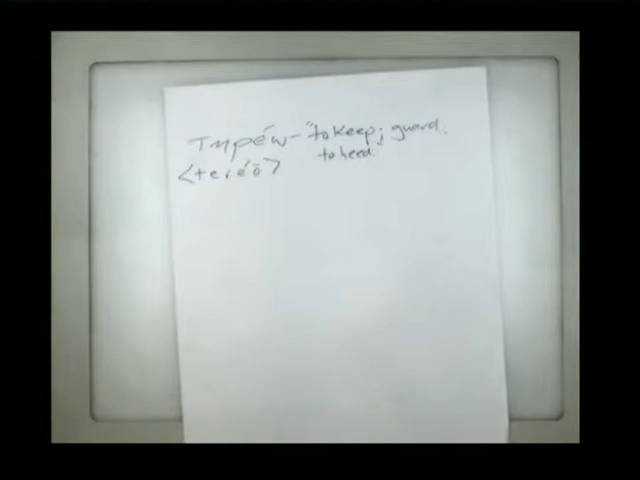 τηρέω – "to keep; guard.
to heed."
<teréō>